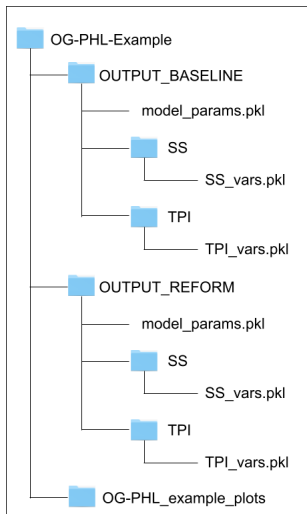 OG-PHL-Example
OUTPUT_BASELINE
model_params.pkl
SS
SS_vars.pkl
TPI
TPI_vars.pkl
OUTPUT_REFORM
model_params.pkl
SS
SS_vars.pkl
TPI
TPI_vars.pkl
OG-PHL_example_plots